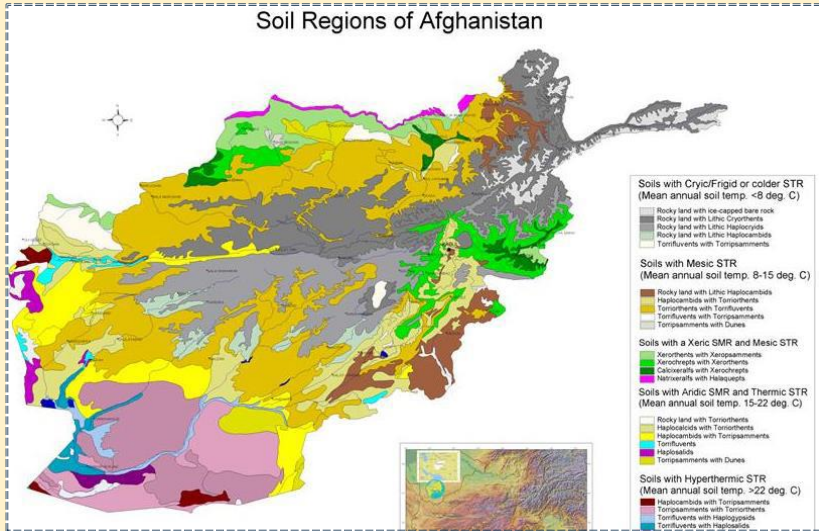 Soil Regions of Afghanistan
Soils with Cryic/Frigid or colder STR
(Mean annual soil temp. <8 deg. C)
Rocky land with ice-capped bare rock
Rocky land with Lithic Cryorthents
Rocky land with Lithic Haplocryids
Rocky land with Lithic Haplocambids
Torrifluvents with Torripsamments
Soils with Mesic STR
(Mean annual soil temp. 8-15 deg. C)
Rocky land with Lithic Haplocambids
Haplocambids with Torriorthents
Torriorthents with Torrifluvents
Torrifluvents with Torripsamments
Torripsamments with Dunes
Soils with a Xeric SMR and Mesic STR
Xerorthents with Xeropsamments
Xerochrepts with Xerorthents
Calcixeralfs with Xerochrepts
Natrixeralfs with Halaquepts
Soils with Aridic SMR and Thermic STR
(Mean annual soil temp. 15-22 deg. C)
Rocky land with Torriorthents
Haplocalcids with Torriorthents
Haplocambids with Torripsamments
Torrifluvents
Haplosalids
Torripsamments with Dunes
Soils with Hyperthermic STR
(Mean annual soil temp. >22 deg. C)
Haplocambids with Torripsamments
Torripsamments with Torriorthents
Torrifluvents with Haplogypsids
Torrifluvents with Haplosalids